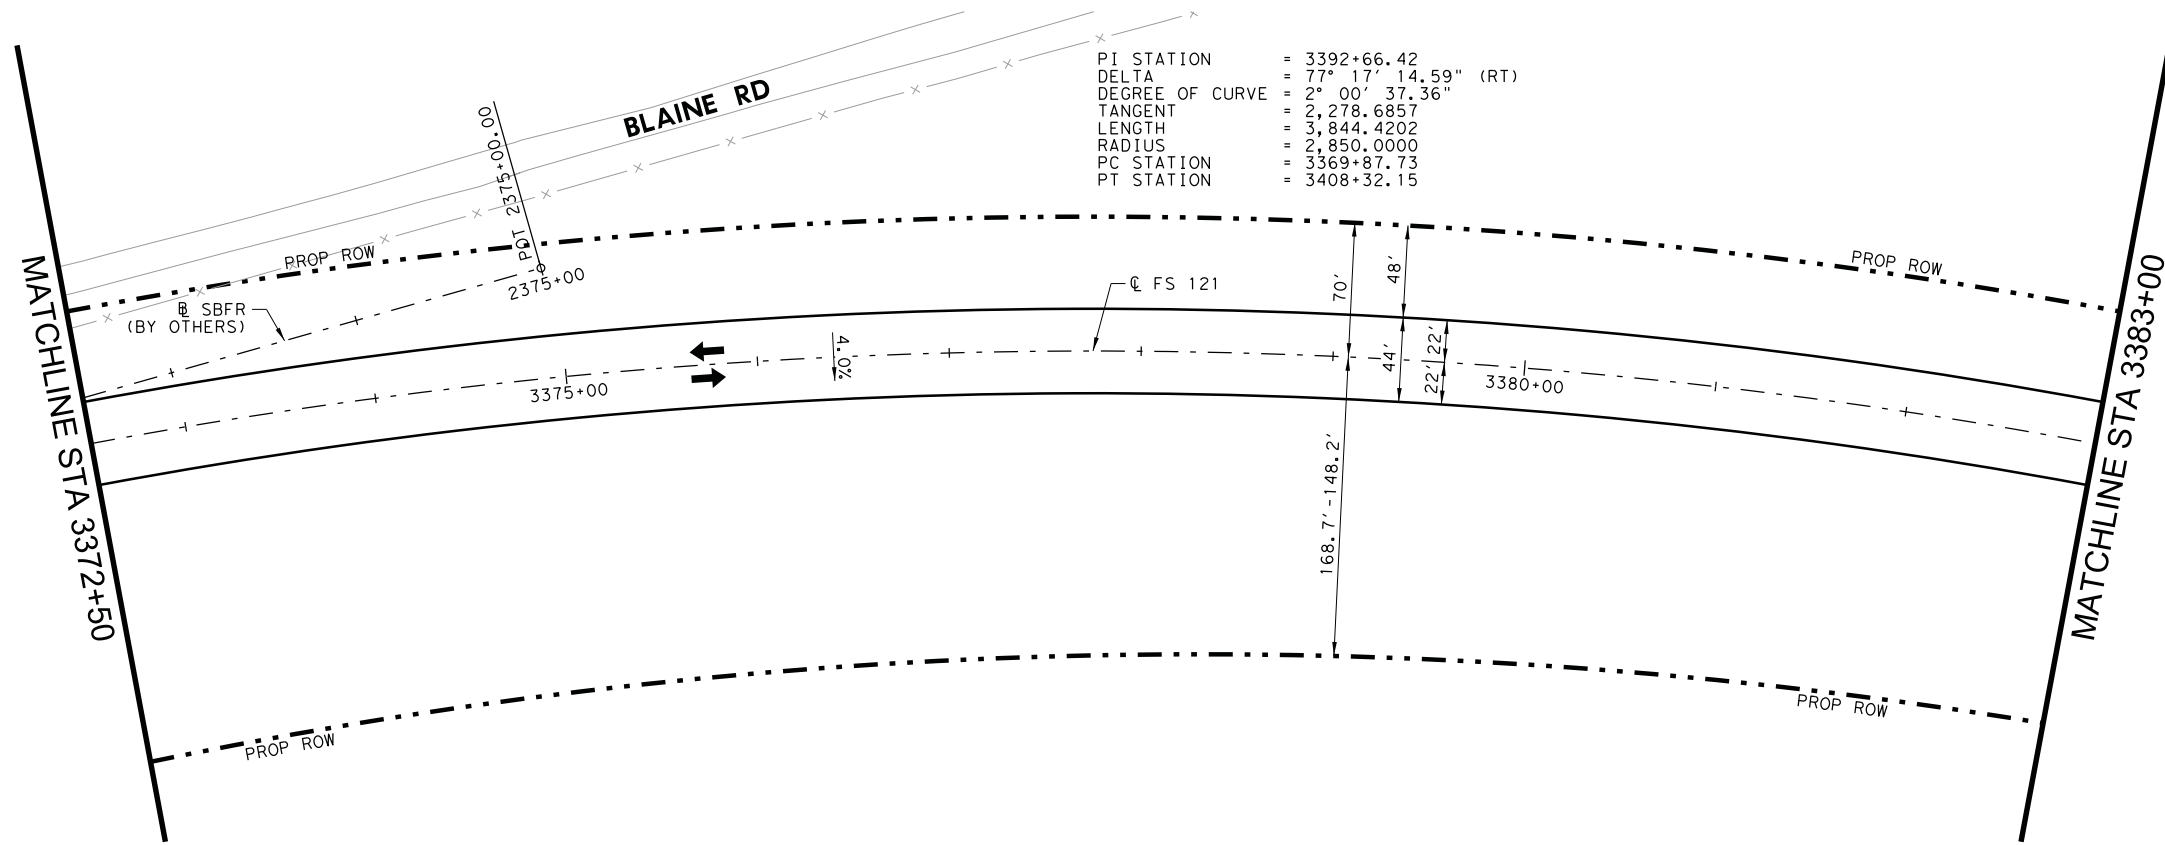 BLAINE RD
PI STATION = 3392+66.42
DELTA = 77° 17′ 14.59" (RT)
DEGREE OF CURVE = 2° 00′ 37.36"
TANGENT = 2,278.6857
LENGTH = 3,844.4202
RADIUS = 2,850.0000
PC STATION = 3369+87.73
PT STATION = 3408+32.15
POT 2375+00.00
2375+00
PROP ROW
PROP ROW
℄ FS 121
70′
48′
B̶L SBFR
(BY OTHERS)
4.0%
44′
22′
22′
3375+00
3380+00
168.7′-148.2′
MATCHLINE STA 3372+50
MATCHLINE STA 3383+00
PROP ROW
PROP ROW